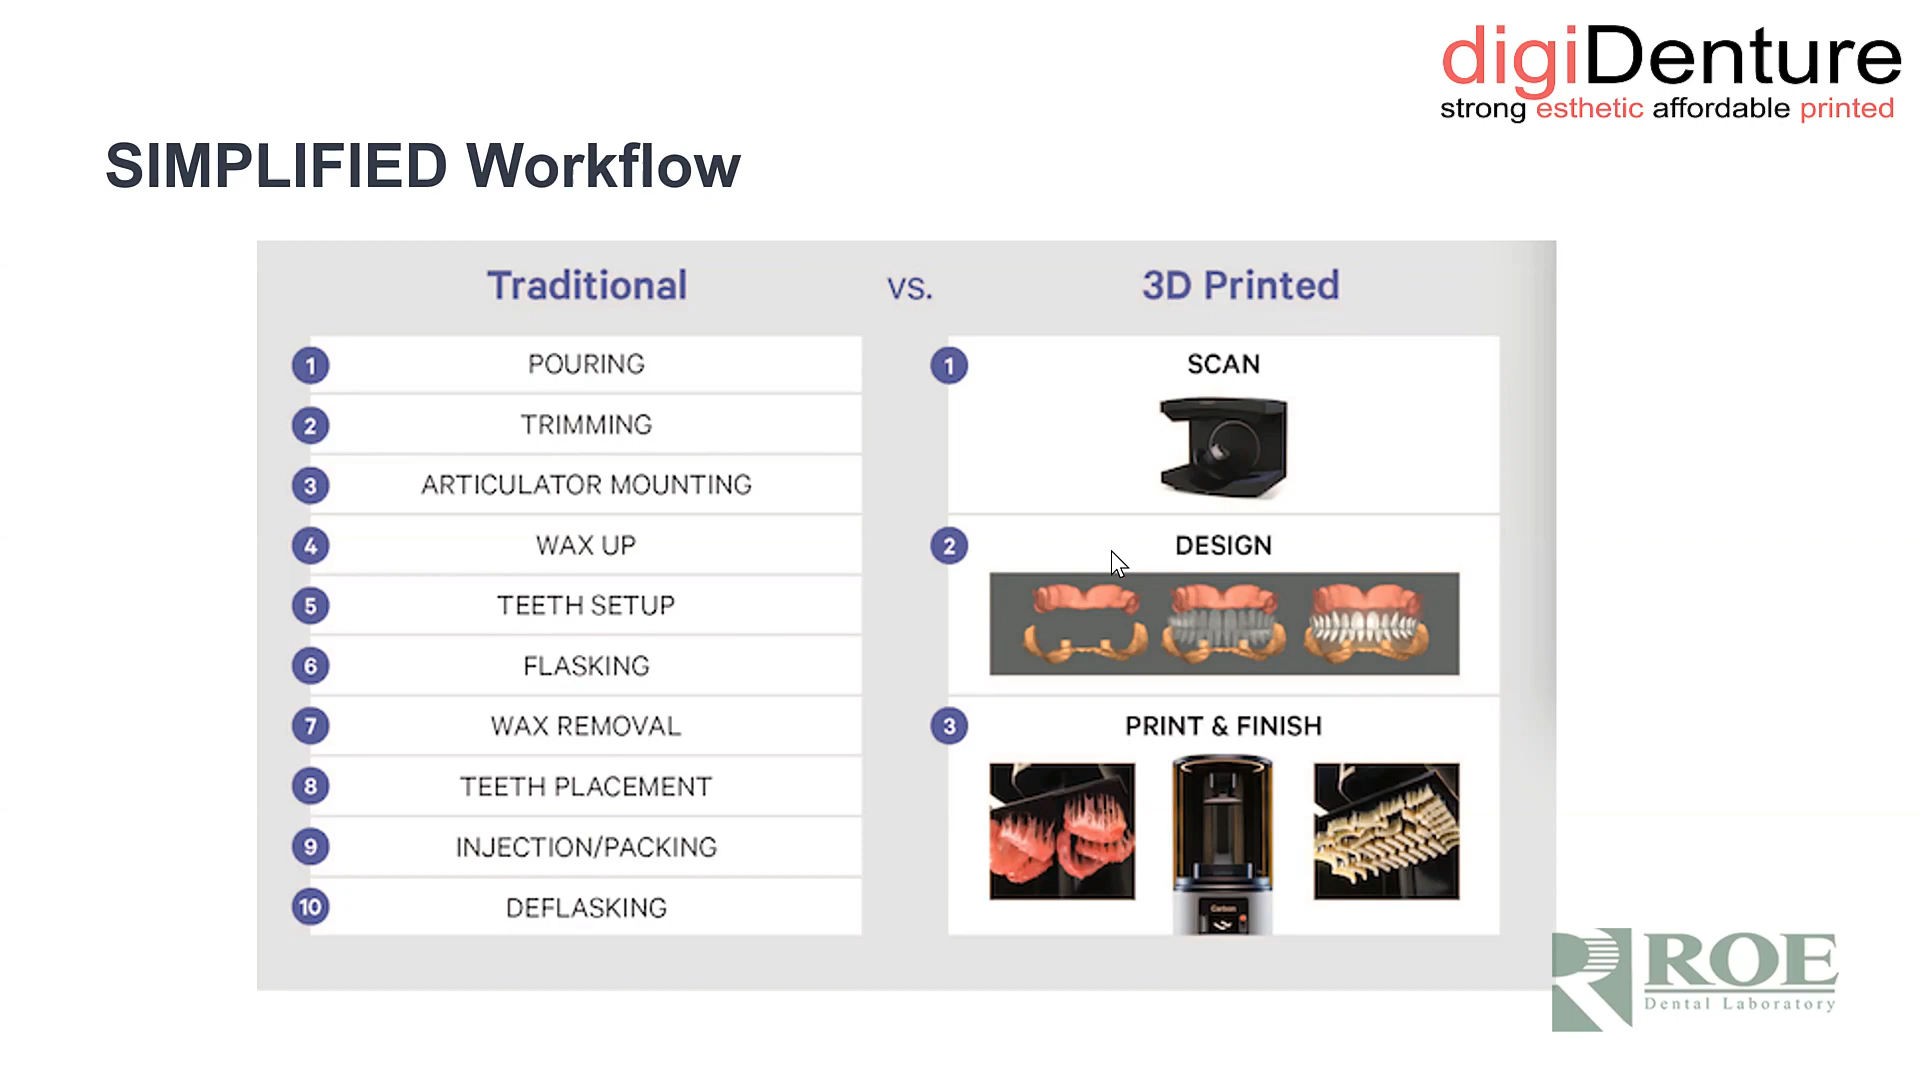 digiDenture
strong esthetic affordable printed
SIMPLIFIED Workflow
Traditional
vs.
3D Printed
1 POURING
2 TRIMMING
3 ARTICULATOR MOUNTING
4 WAX UP
5 TEETH SETUP
6 FLASKING
7 WAX REMOVAL
8 TEETH PLACEMENT
9 INJECTION/PACKING
10 DEFLASKING
1 SCAN
2 DESIGN
3 PRINT & FINISH
Carbon
R ROE
Dental Laboratory